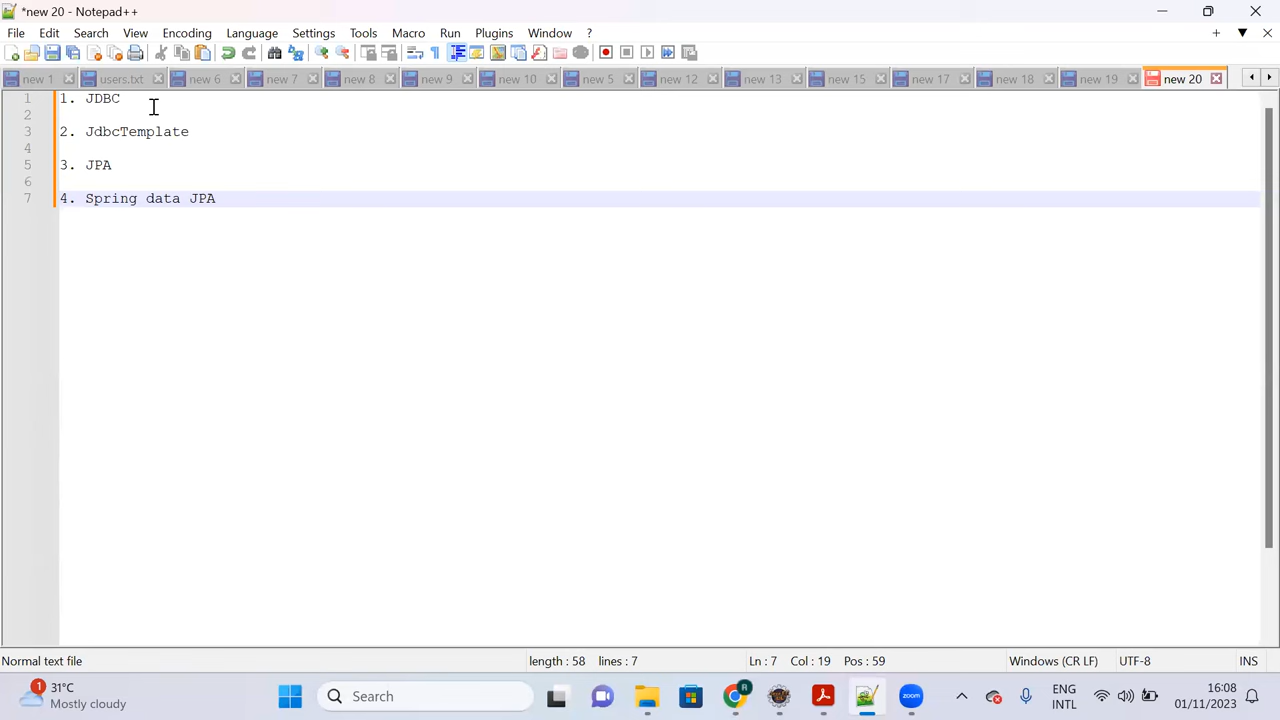 *new 20 - Notepad++
File Edit Search View Encoding Language Settings Tools Macro Run Plugins Window ?
new 1 users.txt new 6 new 7 new 8 new 9 new 10 new 5 new 12 new 13 new 15 new 17 new 18 new 19 new 20
1 1. JDBC
2
3 2. JdbcTemplate
4
5 3. JPA
6
7 4. Spring data JPA
Normal text file length : 58 lines : 7 Ln : 7 Col : 19 Pos : 59 Windows (CR LF) UTF-8 INS
1 31°C Mostly cloudy
Search
R
zoom
ENG INTL
16:08
01/11/2023